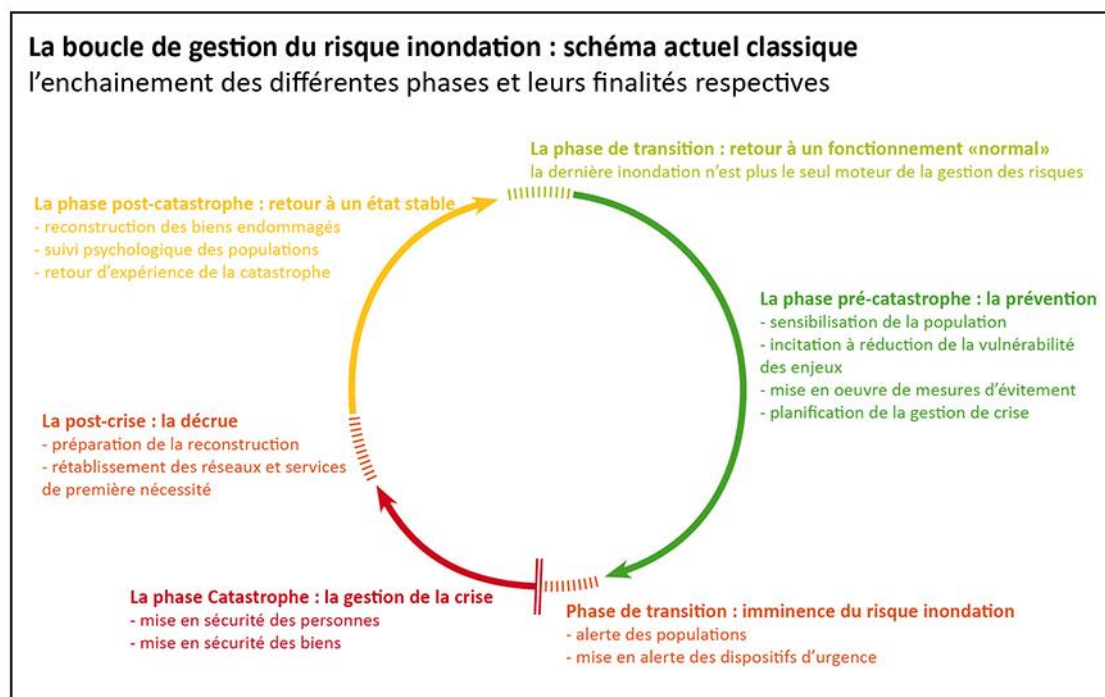 La boucle de gestion du risque inondation : schéma actuel classique
l'enchainement des différentes phases et leurs finalités respectives
La phase de transition : retour à un fonctionnement «normal»
la dernière inondation n'est plus le seul moteur de la gestion des risques
La phase post-catastrophe : retour à un état stable
- reconstruction des biens endommagés
- suivi psychologique des populations
- retour d'expérience de la catastrophe
La phase pré-catastrophe : la prévention
- sensibilisation de la population
- incitation à réduction de la vulnérabilité
des enjeux
- mise en oeuvre de mesures d'évitement
- planification de la gestion de crise
La post-crise : la décrue
- préparation de la reconstruction
- rétablissement des réseaux et services
de première nécessité
La phase Catastrophe : la gestion de la crise
- mise en sécurité des personnes
- mise en sécurité des biens
Phase de transition : imminence du risque inondation
- alerte des populations
- mise en alerte des dispositifs d'urgence